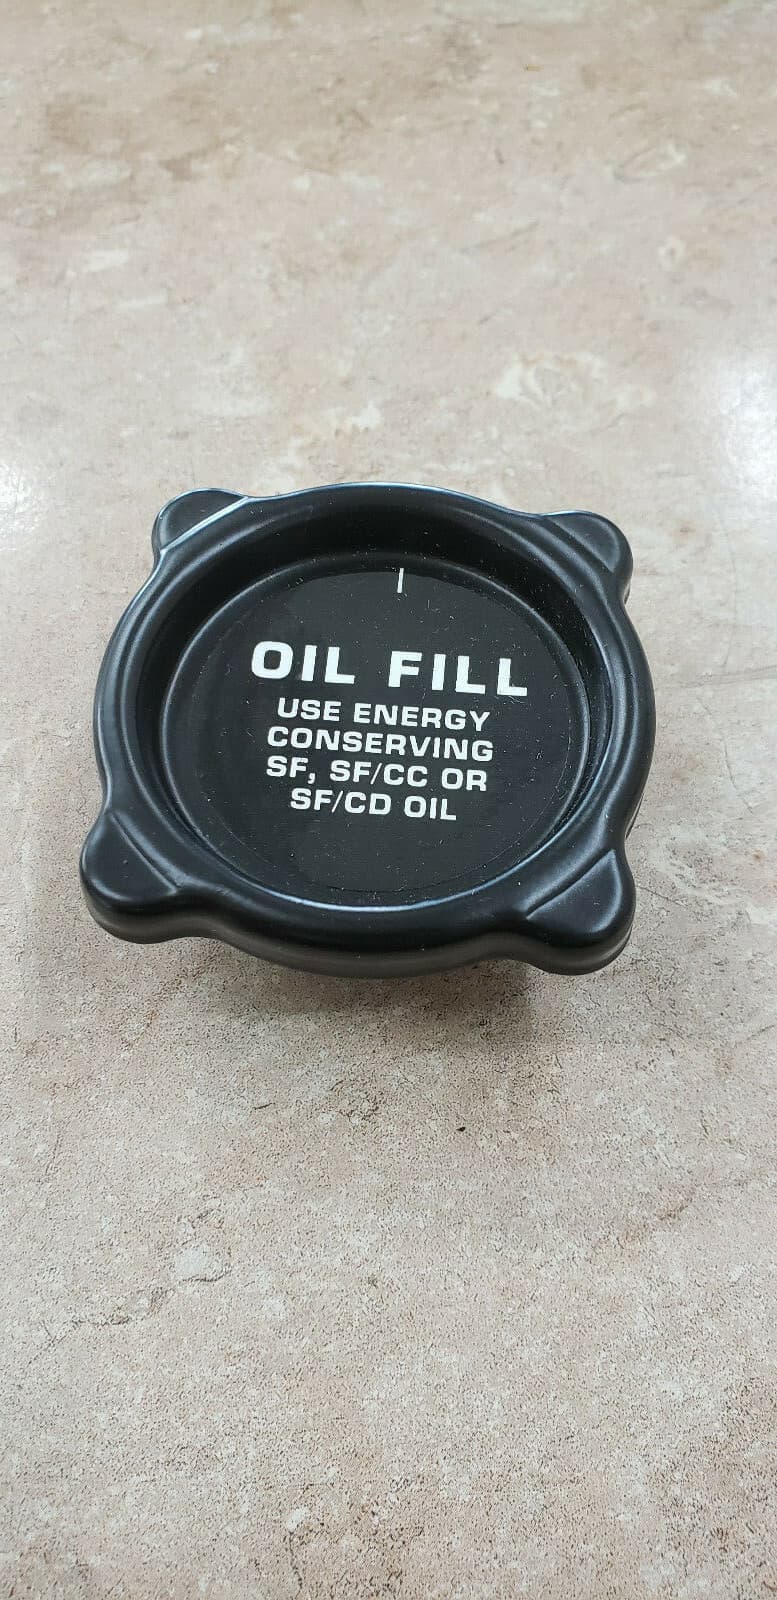 OIL FILL
USE ENERGY
CONSERVING
SF, SF/CC OR
SF/CD OIL